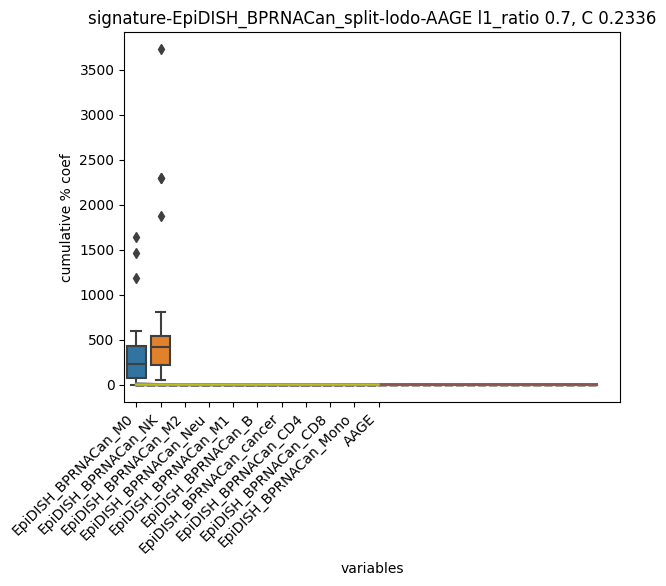 signature-EpiDISH_BPRNACan_split-lodo-AAGE l1_ratio 0.7, C 0.2336
3500
3000
2500
2000
1500
1000
500
0
cumulative % coef
EpiDISH_BPRNACan_M0
EpiDISH_BPRNACan_NK
EpiDISH_BPRNACan_M2
EpiDISH_BPRNACan_Neu
EpiDISH_BPRNACan_M1
EpiDISH_BPRNACan_B
EpiDISH_BPRNACan_cancer
EpiDISH_BPRNACan_CD4
EpiDISH_BPRNACan_CD8
EpiDISH_BPRNACan_Mono
AAGE
variables